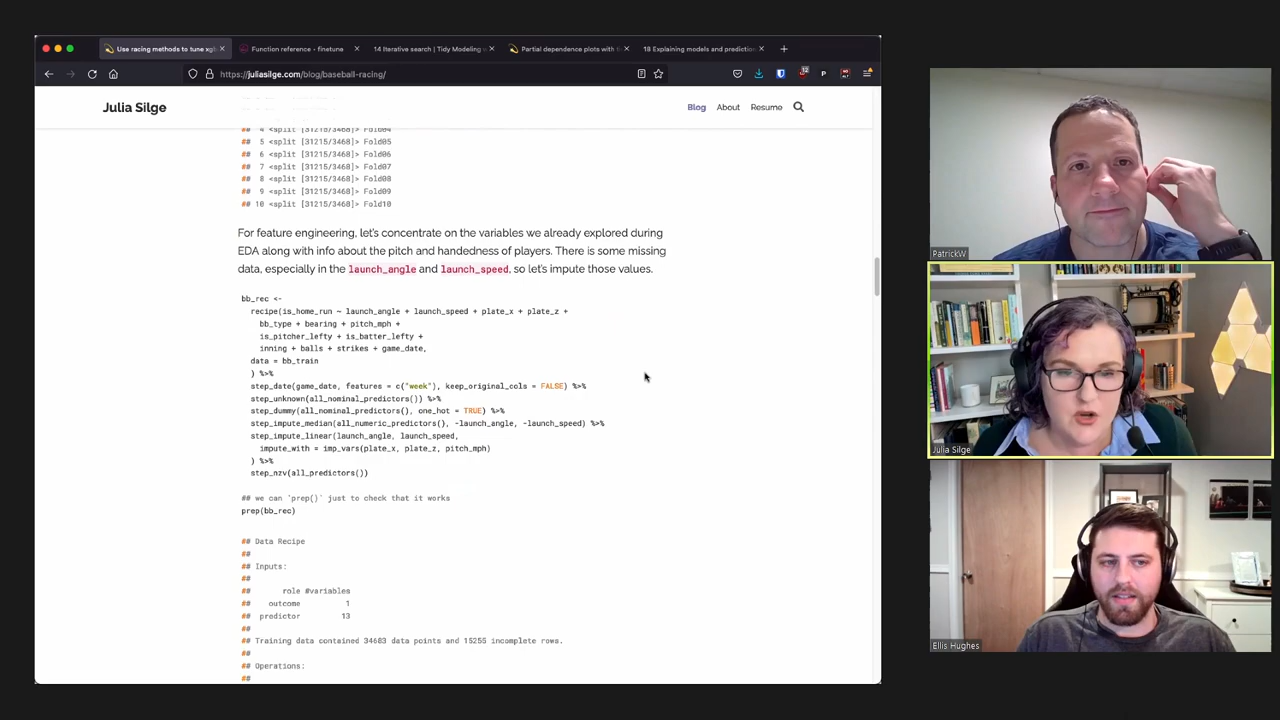 Use racing methods to tune xgb
Function reference - finetune
14 Iterative search | Tidy Modeling w
Partial dependence plots with ti
18 Explaining models and prediction
https://juliasilge.com/blog/baseball-racing/
Julia Silge
Blog
About
Resume
## 4 <split [31215/3468]> Fold04
## 5 <split [31215/3468]> Fold05
## 6 <split [31215/3468]> Fold06
## 7 <split [31215/3468]> Fold07
## 8 <split [31215/3468]> Fold08
## 9 <split [31215/3468]> Fold09
## 10 <split [31215/3468]> Fold10
For feature engineering, let's concentrate on the variables we already explored during
EDA along with info about the pitch and handedness of players. There is some missing
data, especially in the launch_angle and launch_speed, so let's impute those values.
bb_rec <-
recipe(is_home_run ~ launch_angle + launch_speed + plate_x + plate_z +
bb_type + bearing + pitch_mph +
is_pitcher_lefty + is_batter_lefty +
inning + balls + strikes + game_date,
data = bb_train
) %>%
step_date(game_date, features = c("week"), keep_original_cols = FALSE) %>%
step_unknown(all_nominal_predictors()) %>%
step_dummy(all_nominal_predictors(), one_hot = TRUE) %>%
step_impute_median(all_numeric_predictors(), -launch_angle, -launch_speed) %>%
step_impute_linear(launch_angle, launch_speed,
impute_with = imp_vars(plate_x, plate_z, pitch_mph)
) %>%
step_nzv(all_predictors())
## we can `prep()` just to check that it works
prep(bb_rec)
## Data Recipe
##
## Inputs:
##
## role #variables
## outcome 1
## predictor 13
##
## Training data contained 34683 data points and 15255 incomplete rows.
##
## Operations:
##
PatrickW
Julia Silge
Ellis Hughes